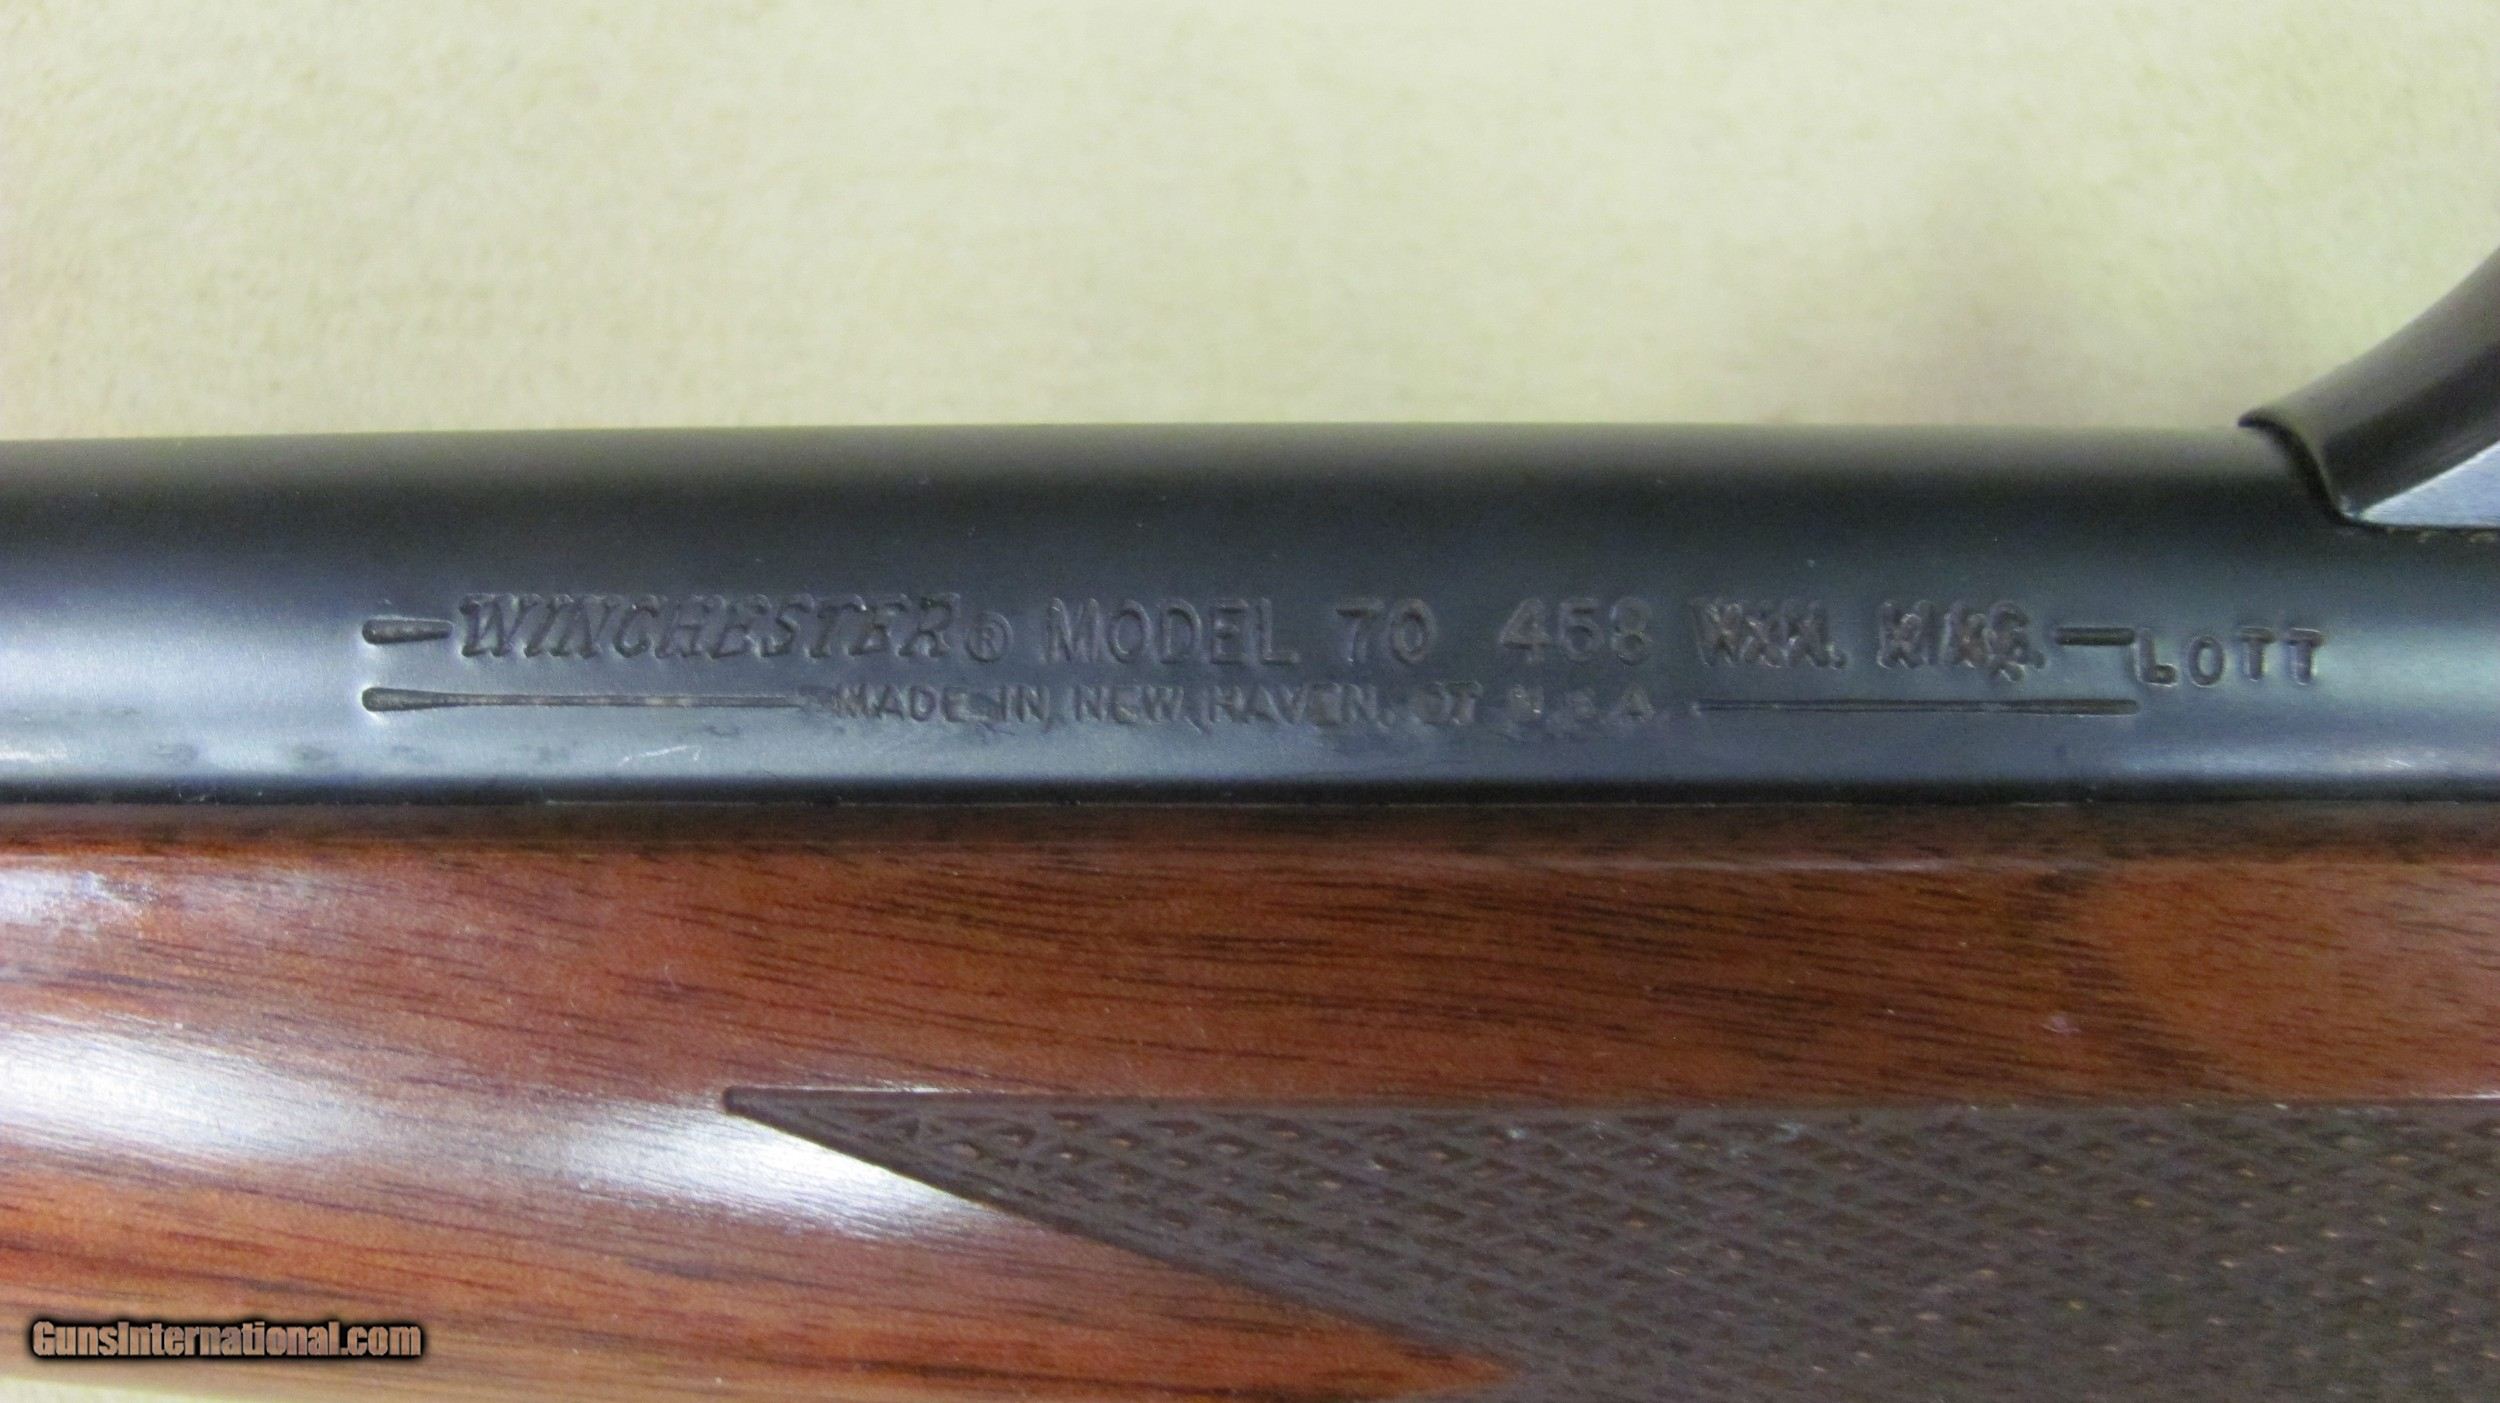 WINCHESTER® MODEL 70 458 WIN. MAG. LOTT
MADE IN NEW HAVEN, CT U.S.A.
GunsInternational.com